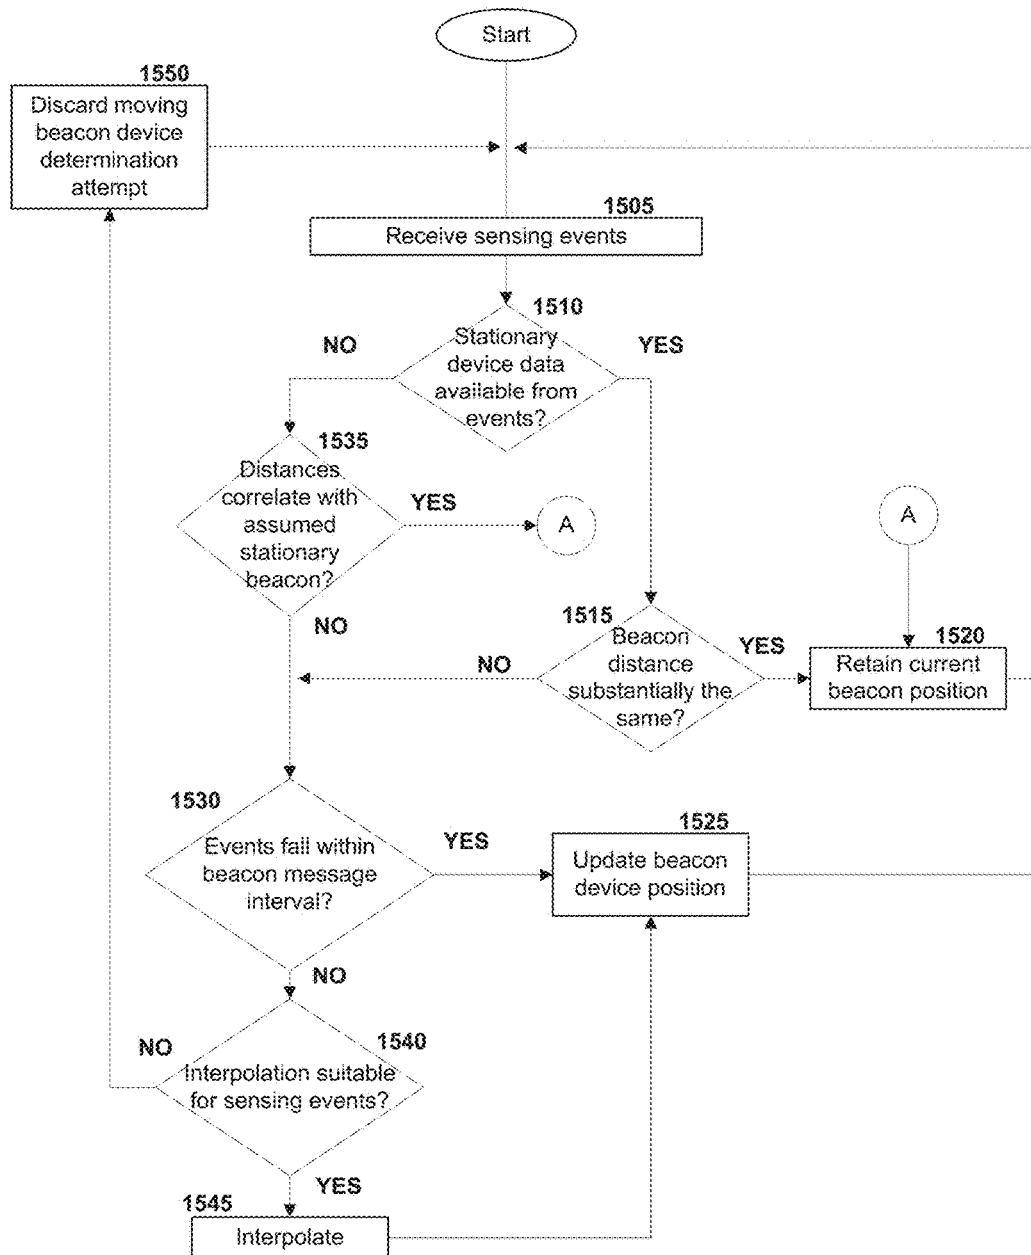 Start
1550
Discard moving
beacon device
determination
attempt
1505
Receive sensing events
1510
NO
YES
Stationary
device data
available from
events?
1535
Distances
correlate with
assumed
stationary
beacon?
YES
A
A
NO
1515
Beacon
distance
substantially the
same?
NO
YES
1520
Retain current
beacon position
1530
Events fall within
beacon message
interval?
YES
1525
Update beacon
device position
NO
1540
NO
Interpolation suitable
for sensing events?
YES
1545
Interpolate